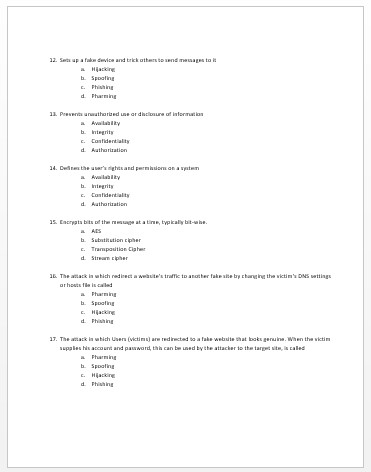 12. Sets up a fake device and trick others to send messages to it
a. Hijacking
b. Spoofing
c. Phishing
d. Pharming
13. Prevents unauthorized use or disclosure of information
a. Availability
b. Integrity
c. Confidentiality
d. Authorization
14. Defines the user's rights and permissions on a system
a. Availability
b. Integrity
c. Confidentiality
d. Authorization
15. Encrypts bits of the message at a time, typically bit-wise.
a. AES
b. Substitution cipher
c. Transposition Cipher
d. Stream cipher
16. The attack in which redirect a website's traffic to another fake site by changing the victim's DNS settings
or hosts file is called
a. Pharming
b. Spoofing
c. Hijacking
d. Phishing
17. The attack in which Users (victims) are redirected to a fake website that looks genuine. When the victim
supplies his account and password, this can be used by the attacker to the target site, is called
a. Pharming
b. Spoofing
c. Hijacking
d. Phishing